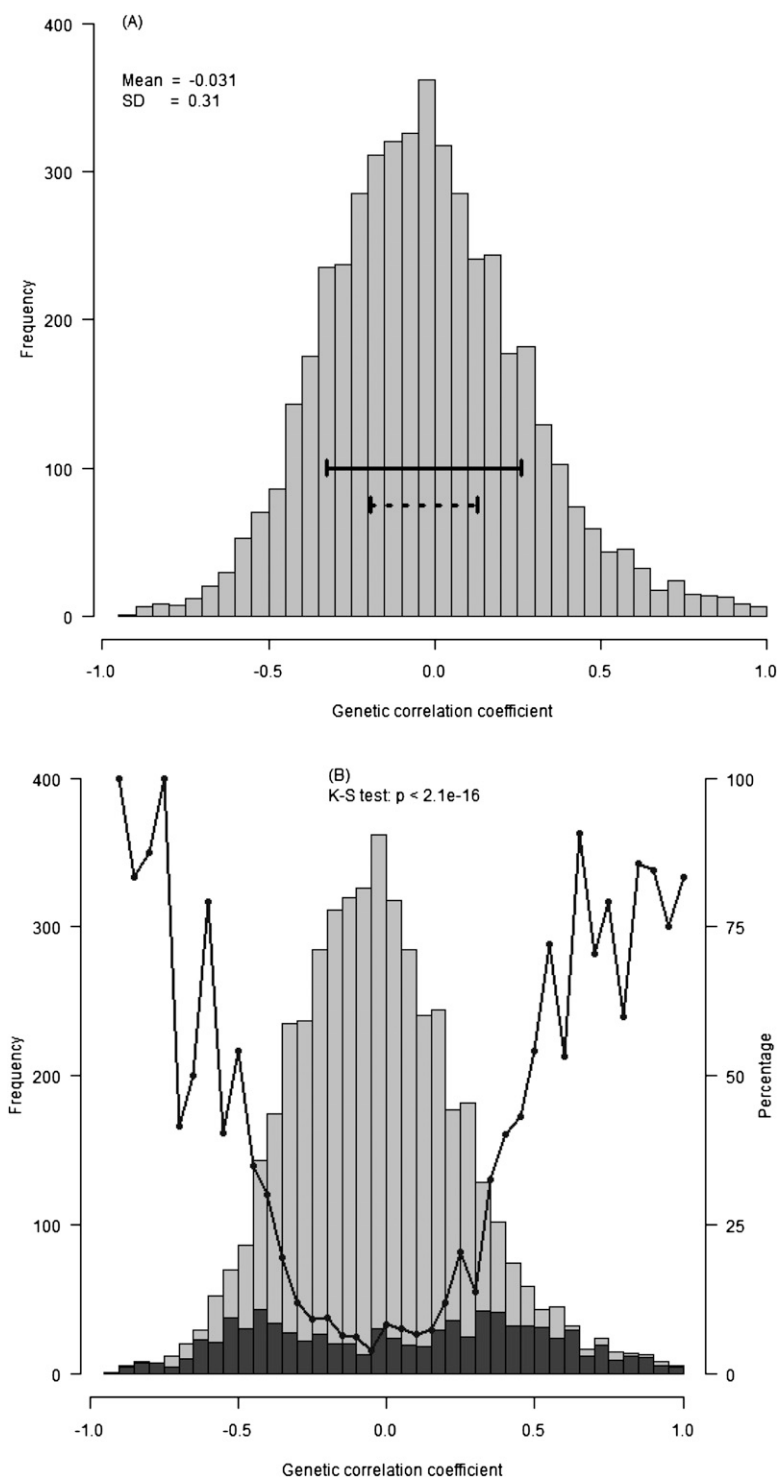 (A)
Mean = -0.031
SD = 0.31
400
300
200
100
0
Frequency
-1.0 -0.5 0.0 0.5 1.0
Genetic correlation coefficient
(B)
K-S test: p < 2.1e-16
400
300
200
100
0
Frequency
100
75
50
25
0
Percentage
-1.0 -0.5 0.0 0.5 1.0
Genetic correlation coefficient